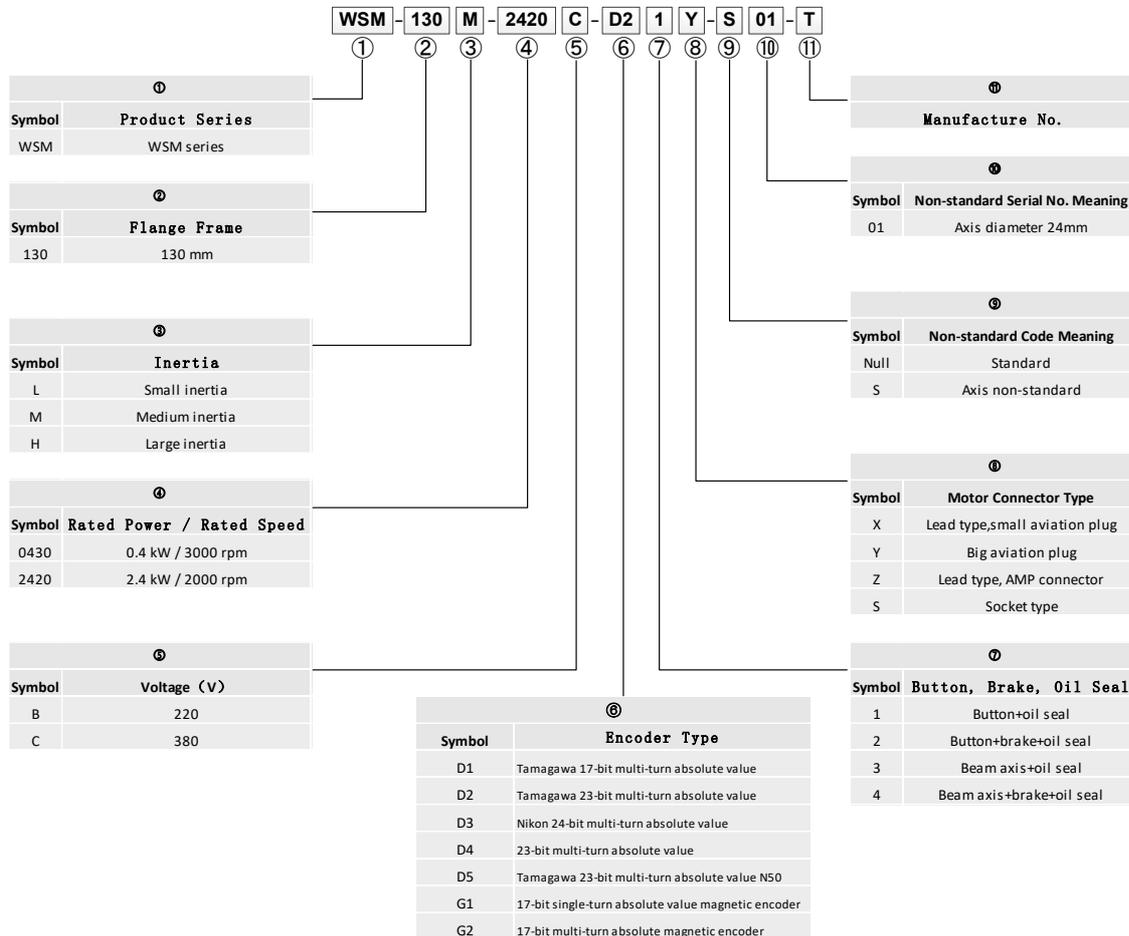 WSM - 130 M - 2420 C - D2 1 Y - S 01 - T
① ② ③ ④ ⑤ ⑥ ⑦ ⑧ ⑨ ⑩ ⑪
①
Symbol Product Series
WSM WSM series
②
Symbol Flange Frame
130 130 mm
③
Symbol Inertia
L Small inertia
M Medium inertia
H Large inertia
④
Symbol Rated Power / Rated Speed
0430 0.4 kW / 3000 rpm
2420 2.4 kW / 2000 rpm
⑤
Symbol Voltage（V）
B 220
C 380
⑥
Symbol Encoder Type
D1 Tamagawa 17-bit multi-turn absolute value
D2 Tamagawa 23-bit multi-turn absolute value
D3 Nikon 24-bit multi-turn absolute value
D4 23-bit multi-turn absolute value
D5 Tamagawa 23-bit multi-turn absolute value N50
G1 17-bit single-turn absolute value magnetic encoder
G2 17-bit multi-turn absolute magnetic encoder
⑪
Manufacture No.
⑩
Symbol Non-standard Serial No. Meaning
01 Axis diameter 24mm
⑨
Symbol Non-standard Code Meaning
Null Standard
S Axis non-standard
⑧
Symbol Motor Connector Type
X Lead type,small aviation plug
Y Big aviation plug
Z Lead type, AMP connector
S Socket type
⑦
Symbol Button, Brake, Oil Seal
1 Button+oil seal
2 Button+brake+oil seal
3 Beam axis+oil seal
4 Beam axis+brake+oil seal